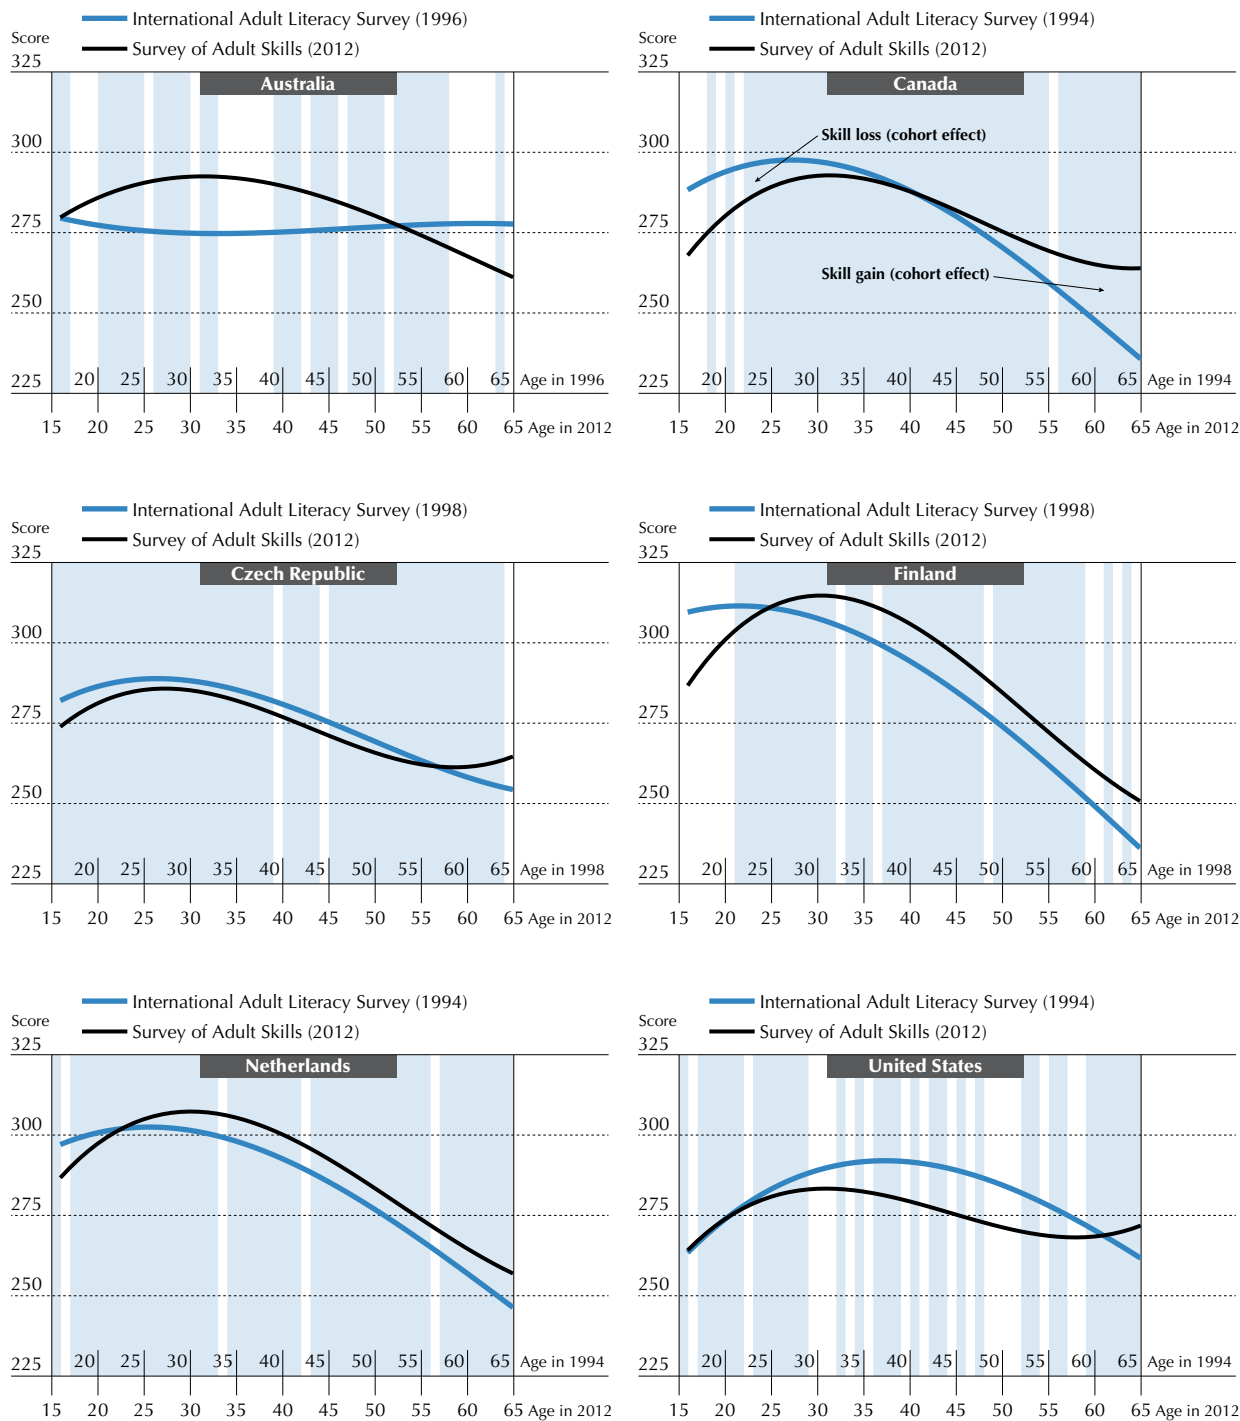 International Adult Literacy Survey (1996)
Survey of Adult Skills (2012)
Score
325
Australia
300
275
250
225
20 25 30 35 40 45 50 55 60 65 Age in 1996
15 20 25 30 35 40 45 50 55 60 65 Age in 2012
International Adult Literacy Survey (1994)
Survey of Adult Skills (2012)
Score
325
Canada
300
Skill loss (cohort effect)
275
Skill gain (cohort effect)
250
225
20 25 30 35 40 45 50 55 60 65 Age in 1994
15 20 25 30 35 40 45 50 55 60 65 Age in 2012
International Adult Literacy Survey (1998)
Survey of Adult Skills (2012)
Score
325
Czech Republic
300
275
250
225
20 25 30 35 40 45 50 55 60 65 Age in 1998
15 20 25 30 35 40 45 50 55 60 65 Age in 2012
International Adult Literacy Survey (1998)
Survey of Adult Skills (2012)
Score
325
Finland
300
275
250
225
20 25 30 35 40 45 50 55 60 65 Age in 1998
15 20 25 30 35 40 45 50 55 60 65 Age in 2012
International Adult Literacy Survey (1994)
Survey of Adult Skills (2012)
Score
325
Netherlands
300
275
250
225
20 25 30 35 40 45 50 55 60 65 Age in 1994
15 20 25 30 35 40 45 50 55 60 65 Age in 2012
International Adult Literacy Survey (1994)
Survey of Adult Skills (2012)
Score
325
United States
300
275
250
225
20 25 30 35 40 45 50 55 60 65 Age in 1994
15 20 25 30 35 40 45 50 55 60 65 Age in 2012